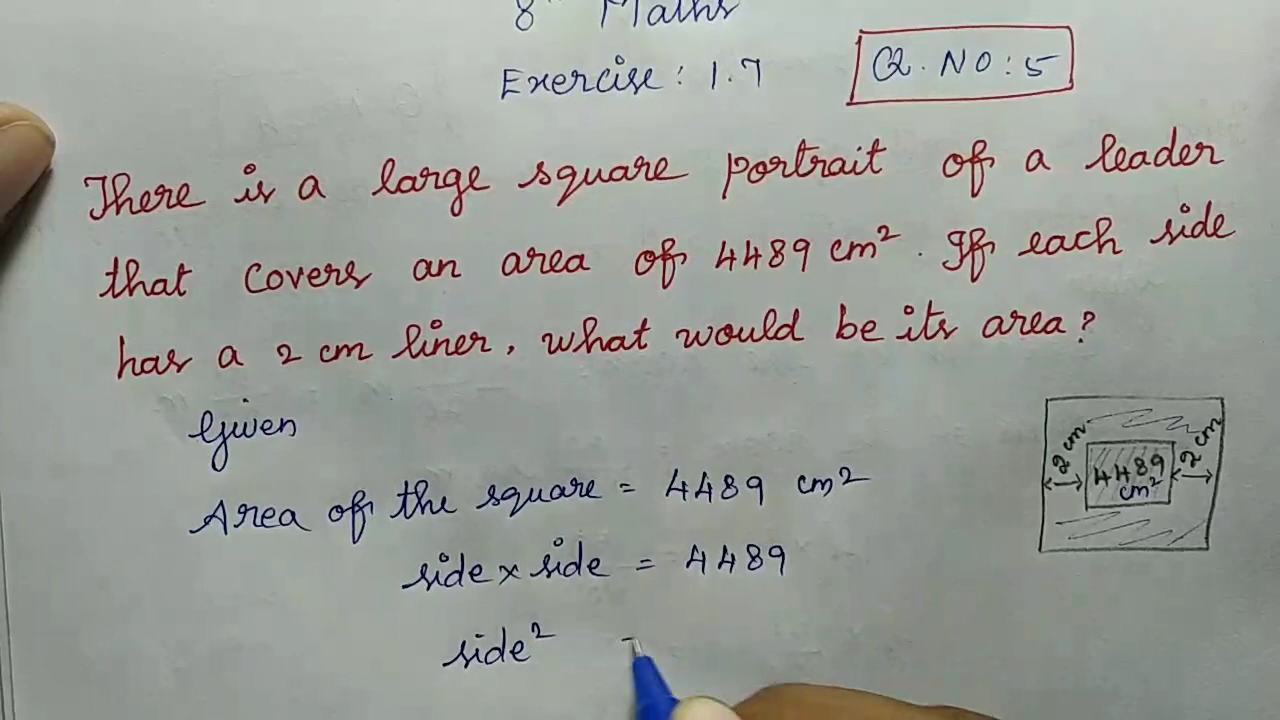 8th Maths
Exercise: 1.7
Q. NO: 5
There is a large square portrait of a leader
that covers an area of 4489 cm². If each side
has a 2 cm liner, what would be its area?
Given
Area of the square = 4489 cm²
side × side = 4489
side²
2 cm
4489
cm²
2 cm